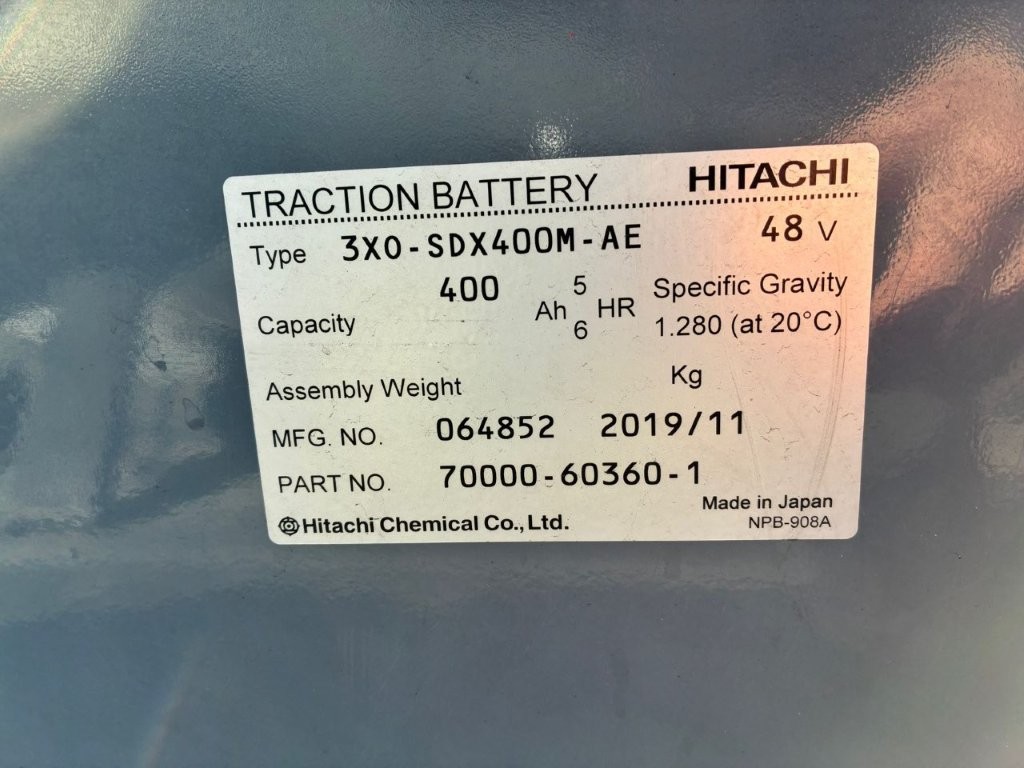 TRACTION BATTERY HITACHI
Type 3X0-SDX400M-AE 48 V
Capacity 400 Ah 5 HR Specific Gravity
6 1.280 (at 20°C)
Assembly Weight Kg
MFG. NO. 064852 2019/11
PART NO. 70000-60360-1
Made in Japan
Hitachi Chemical Co., Ltd. NPB-908A